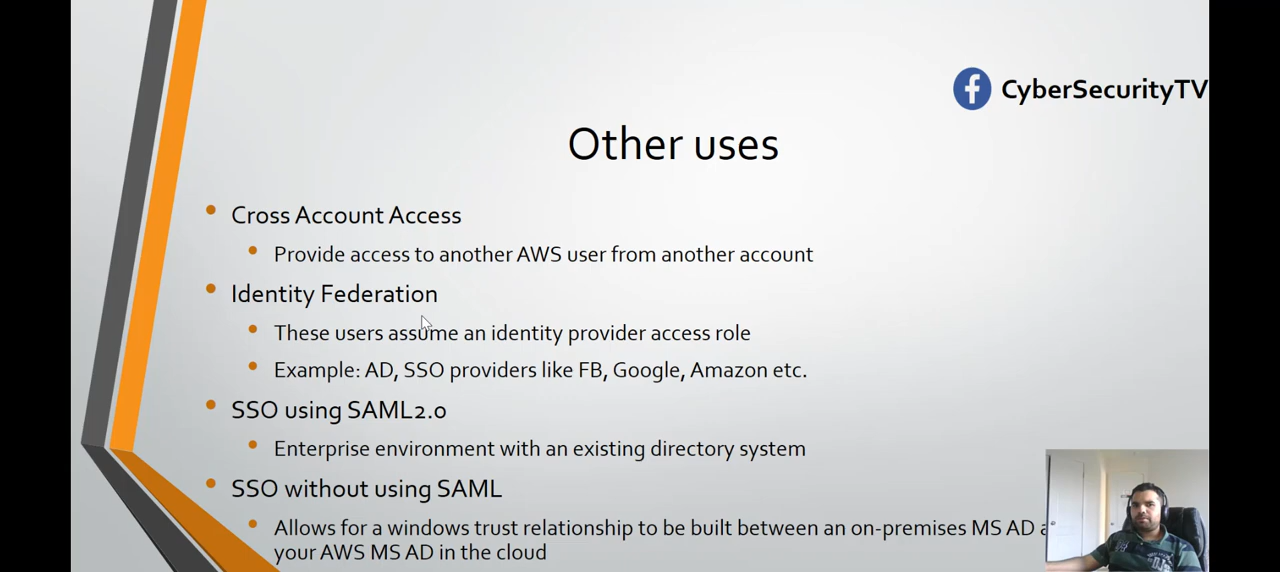 CyberSecurityTV
Other uses
Cross Account Access
Provide access to another AWS user from another account
Identity Federation
These users assume an identity provider access role
Example: AD, SSO providers like FB, Google, Amazon etc.
SSO using SAML2.0
Enterprise environment with an existing directory system
SSO without using SAML
Allows for a windows trust relationship to be built between an on-premises MS AD
your AWS MS AD in the cloud